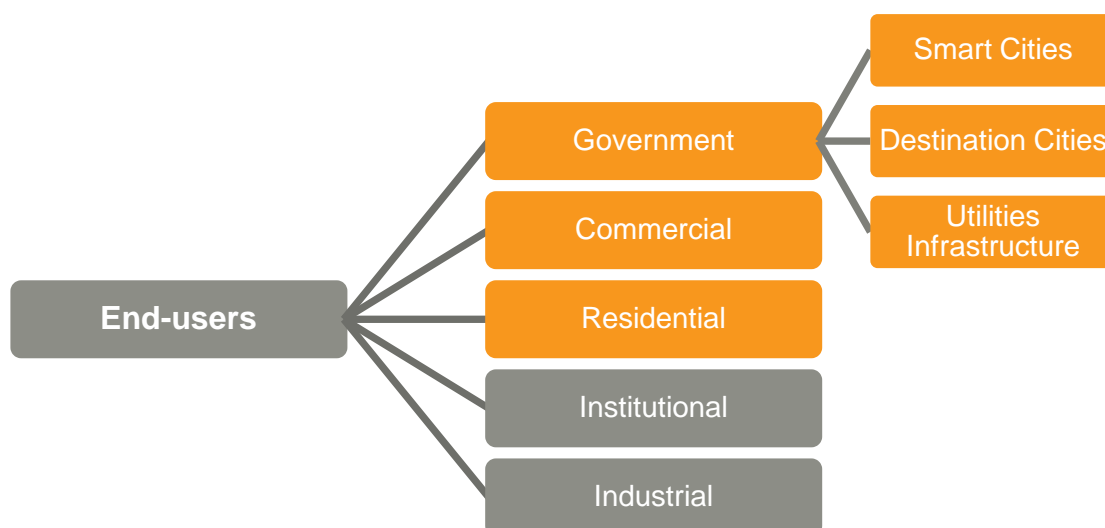 End-users
Government
Commercial
Residential
Institutional
Industrial
Smart Cities
Destination Cities
Utilities
Infrastructure